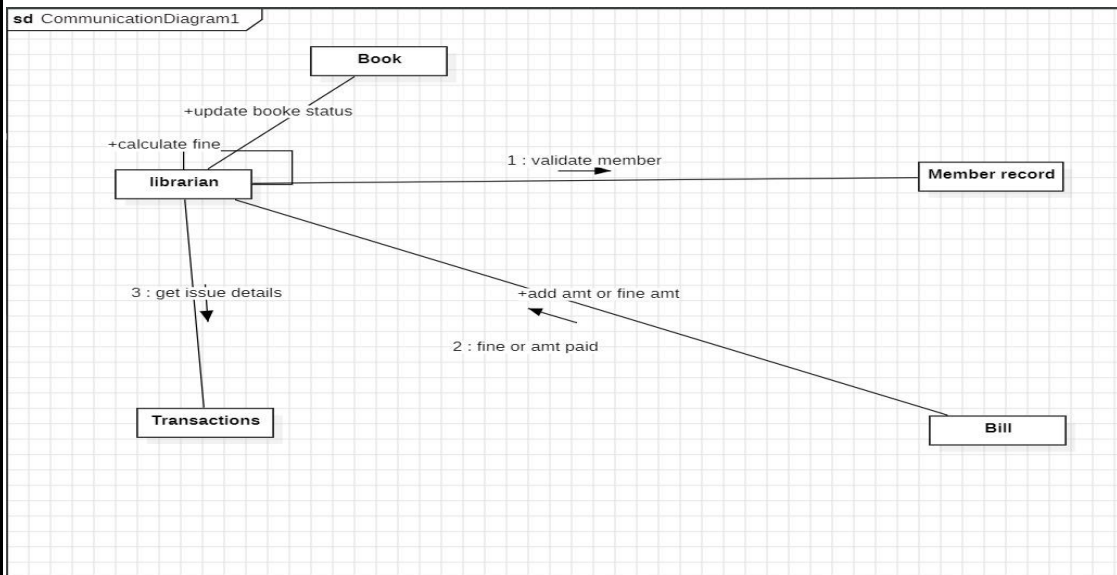 sd CommunicationDiagram1
Book
+update booke status
+calculate fine
1 : validate member
librarian
Member record
3 : get issue details
+add amt or fine amt
2 : fine or amt paid
Transactions
Bill